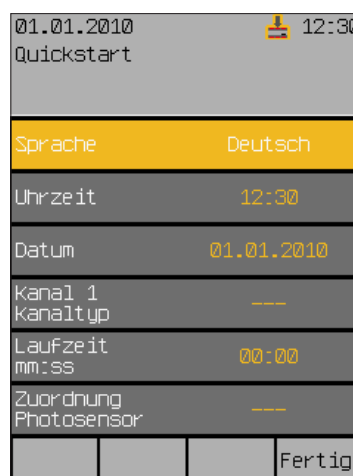 01.01.2010 12:30
Quickstart
Sprache Deutsch
Uhrzeit 12:30
Datum 01.01.2010
Kanal 1 ---
Kanaltyp
Laufzeit 00:00
mm:ss
Zuordnung ---
Photosensor
Fertig